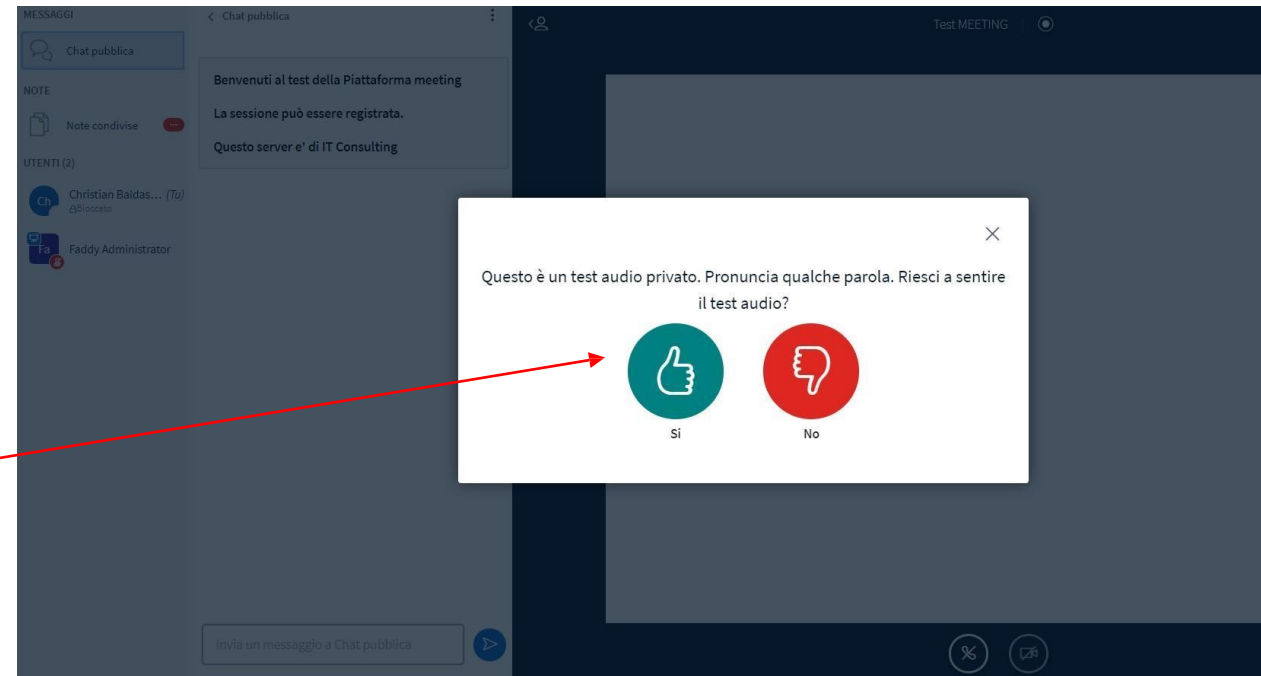 MESSAGGI
Chat pubblica
NOTE
Note condivise
UTENTI (2)
Ch
Christian Baldas... (Tu)
Bloccato
Fa
Faddy Administrator
Chat pubblica
Benvenuti al test della Piattaforma meeting
La sessione può essere registrata.
Questo server e' di IT Consulting
Invia un messaggio a Chat pubblica
Test MEETING
Questo è un test audio privato. Pronuncia qualche parola. Riesci a sentire
il test audio?
Si
No